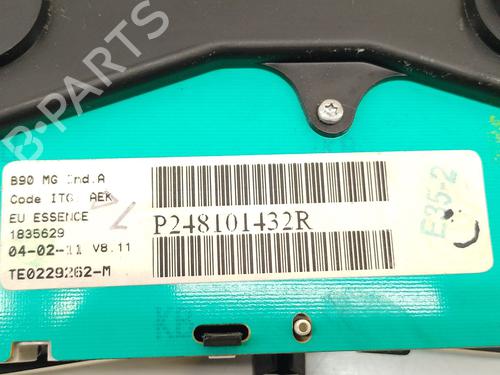 B-PARTS
B90 MG Ind.A
Code ITG AEK
EU ESSENCE
1835629
04-02-11 V8.11
TE0229262-M
P248101432R
E35-2
KB